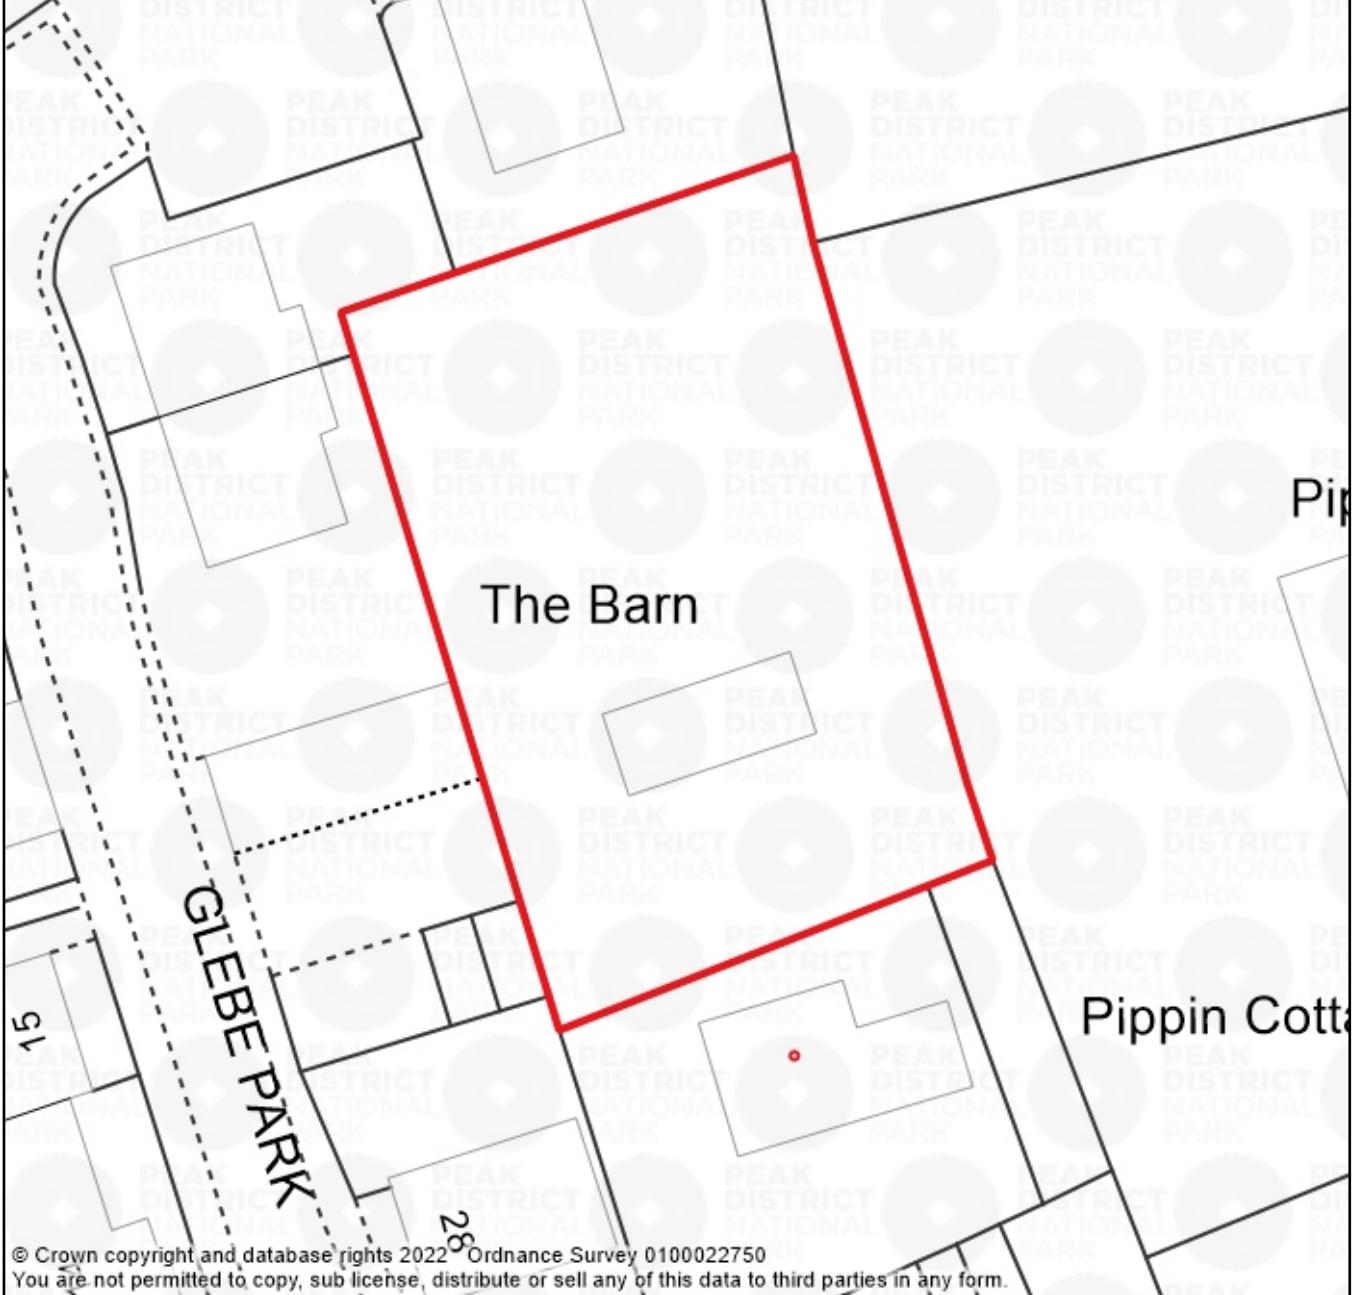 Pip
The Barn
GLEBE PARK
15
Pippin Cotta
28
© Crown copyright and database rights 2022 Ordnance Survey 0100022750
You are not permitted to copy, sub license, distribute or sell any of this data to third parties in any form.
PEAK
DISTRICT
NATIONAL
PARK